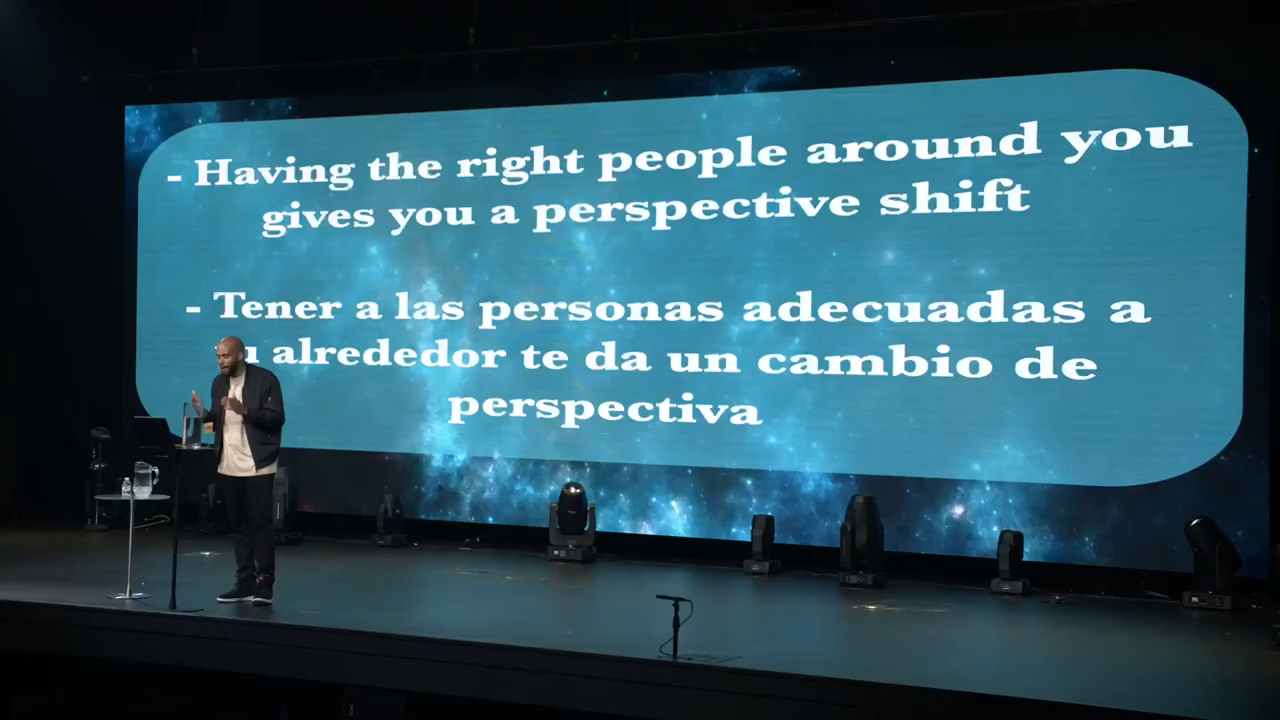 - Having the right people around you
gives you a perspective shift
- Tener a las personas adecuadas a
alrededor te da un cambio de
perspectiva